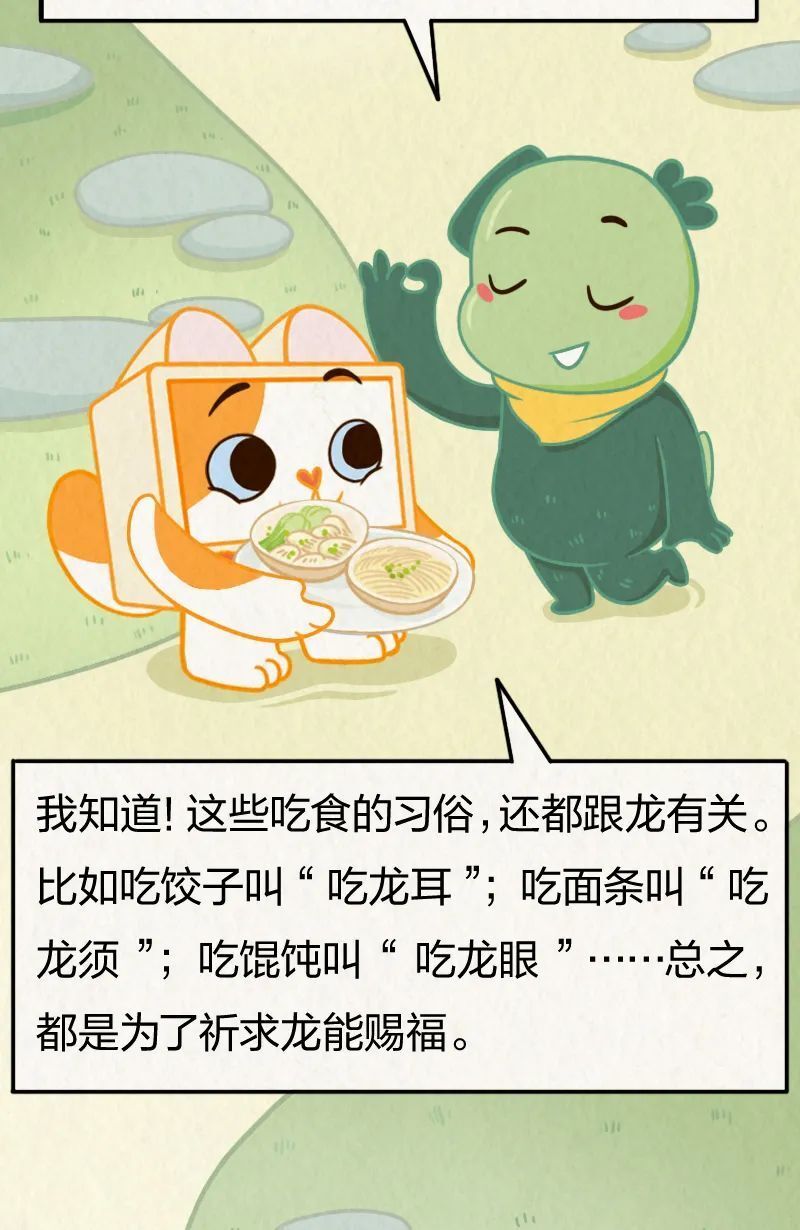 我知道！这些吃食的习俗，还都跟龙有关。
比如吃饺子叫“吃龙耳”；吃面条叫“吃
龙须”；吃馄饨叫“吃龙眼”……总之，
都是为了祈求龙能赐福。